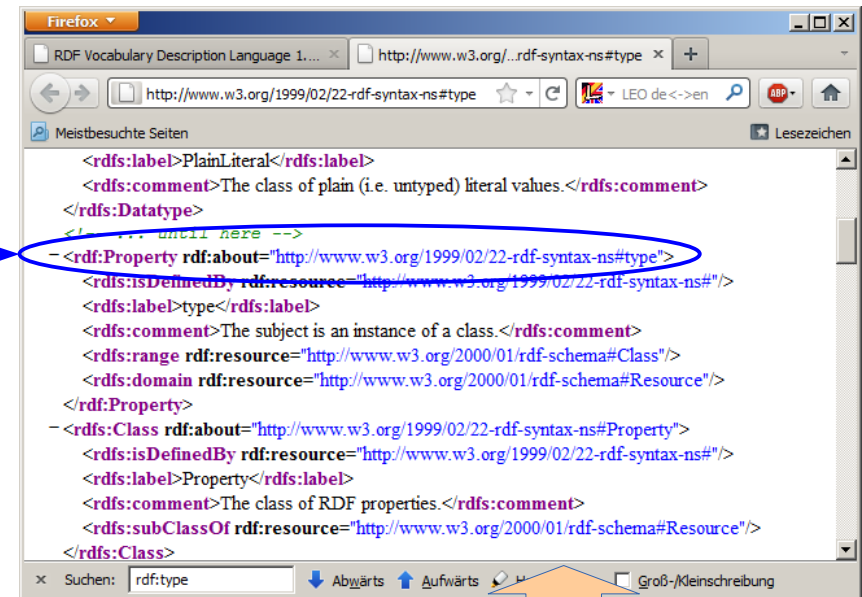 Firefox
RDF Vocabulary Description Language 1.... × http://www.w3.org/...rdf-syntax-ns#type × +
http://www.w3.org/1999/02/22-rdf-syntax-ns#type LEO de<->en ABP
Meistbesuchte Seiten Lesezeichen
<rdfs:label>PlainLiteral</rdfs:label>
<rdfs:comment>The class of plain (i.e. untyped) literal values.</rdfs:comment>
</rdfs:Datatype>
<!-- ... until here -->
−<rdf:Property rdf:about="http://www.w3.org/1999/02/22-rdf-syntax-ns#type">
<rdfs:isDefinedBy rdf:resource="http://www.w3.org/1999/02/22-rdf-syntax-ns#"/>
<rdfs:label>type</rdfs:label>
<rdfs:comment>The subject is an instance of a class.</rdfs:comment>
<rdfs:range rdf:resource="http://www.w3.org/2000/01/rdf-schema#Class"/>
<rdfs:domain rdf:resource="http://www.w3.org/2000/01/rdf-schema#Resource"/>
</rdf:Property>
−<rdfs:Class rdf:about="http://www.w3.org/1999/02/22-rdf-syntax-ns#Property">
<rdfs:isDefinedBy rdf:resource="http://www.w3.org/1999/02/22-rdf-syntax-ns#"/>
<rdfs:label>Property</rdfs:label>
<rdfs:comment>The class of RDF properties.</rdfs:comment>
<rdfs:subClassOf rdf:resource="http://www.w3.org/2000/01/rdf-schema#Resource"/>
</rdfs:Class>
× Suchen: rdf:type Abwärts Aufwärts Groß-/Kleinschreibung